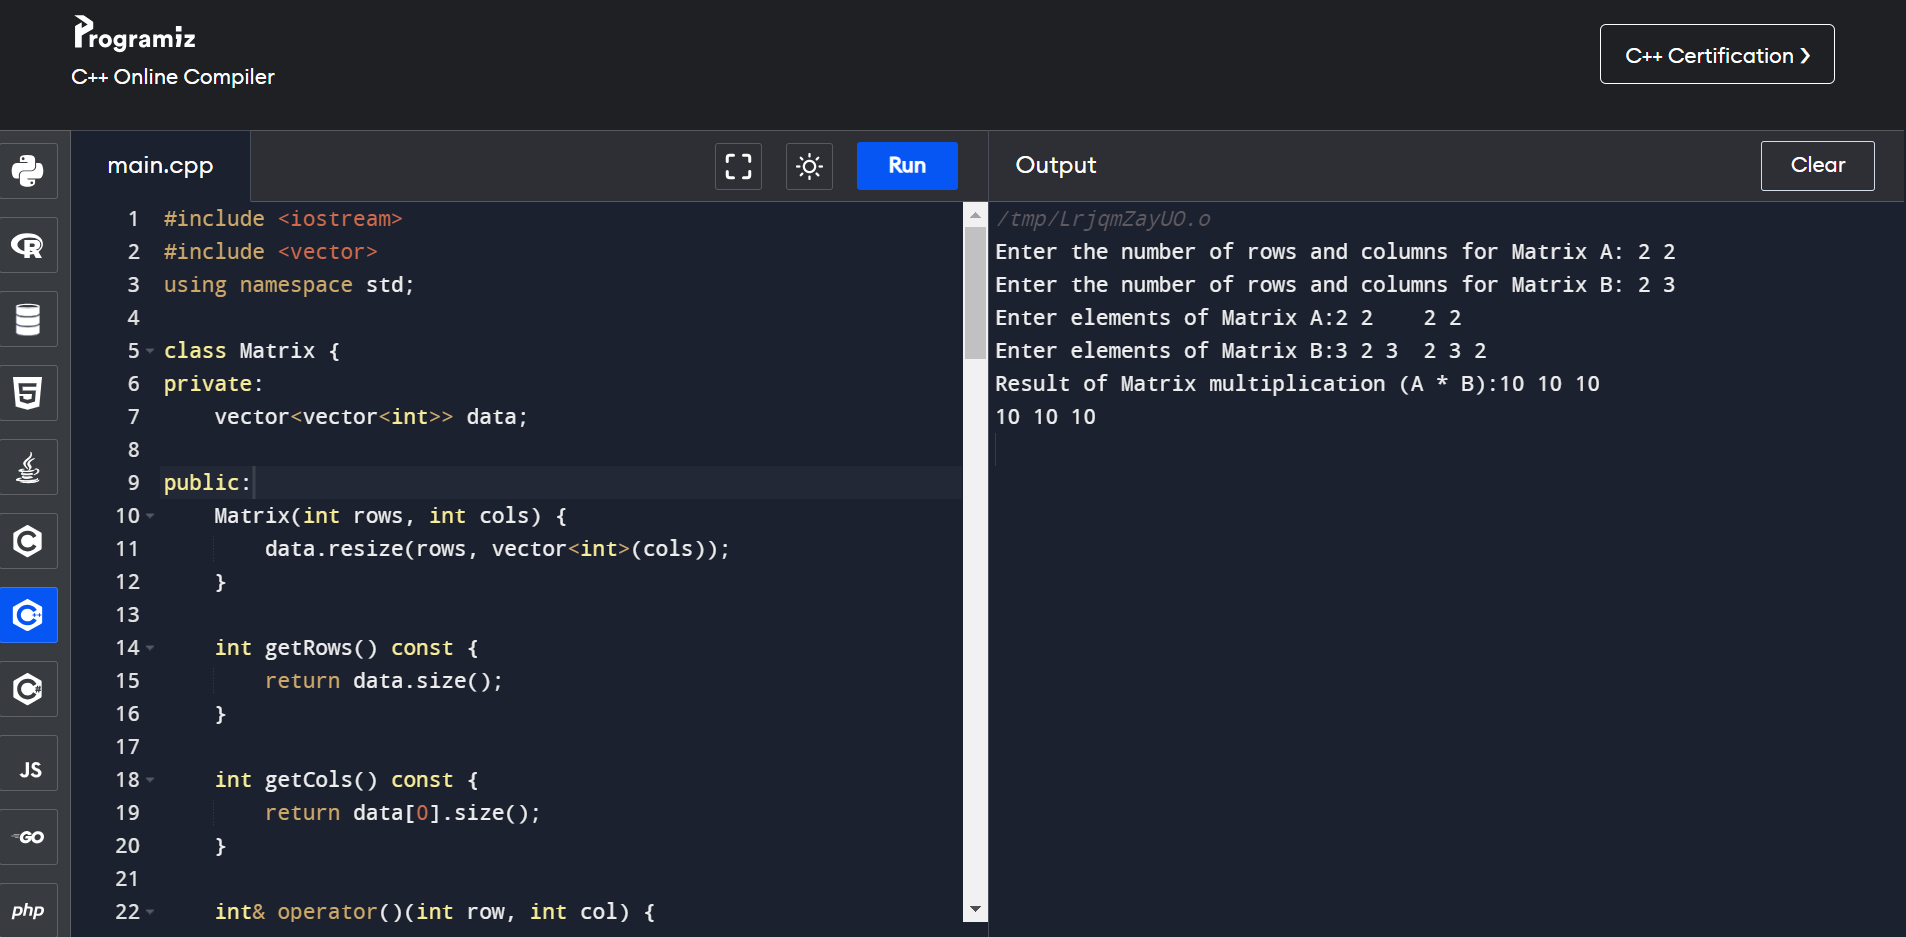 Programiz
C++ Online Compiler
C++ Certification ❯
main.cpp
Run
Output
Clear
1 #include <iostream>
2 #include <vector>
3 using namespace std;
4
5 class Matrix {
6 private:
7     vector<vector<int>> data;
8
9 public:
10     Matrix(int rows, int cols) {
11         data.resize(rows, vector<int>(cols));
12     }
13
14     int getRows() const {
15         return data.size();
16     }
17
18     int getCols() const {
19         return data[0].size();
20     }
21
22     int& operator()(int row, int col) {
/tmp/LrjqmZayUO.o
Enter the number of rows and columns for Matrix A: 2 2
Enter the number of rows and columns for Matrix B: 2 3
Enter elements of Matrix A:2 2    2 2
Enter elements of Matrix B:3 2 3  2 3 2
Result of Matrix multiplication (A * B):10 10 10
10 10 10
R
5
C
C++
C#
JS
GO
php